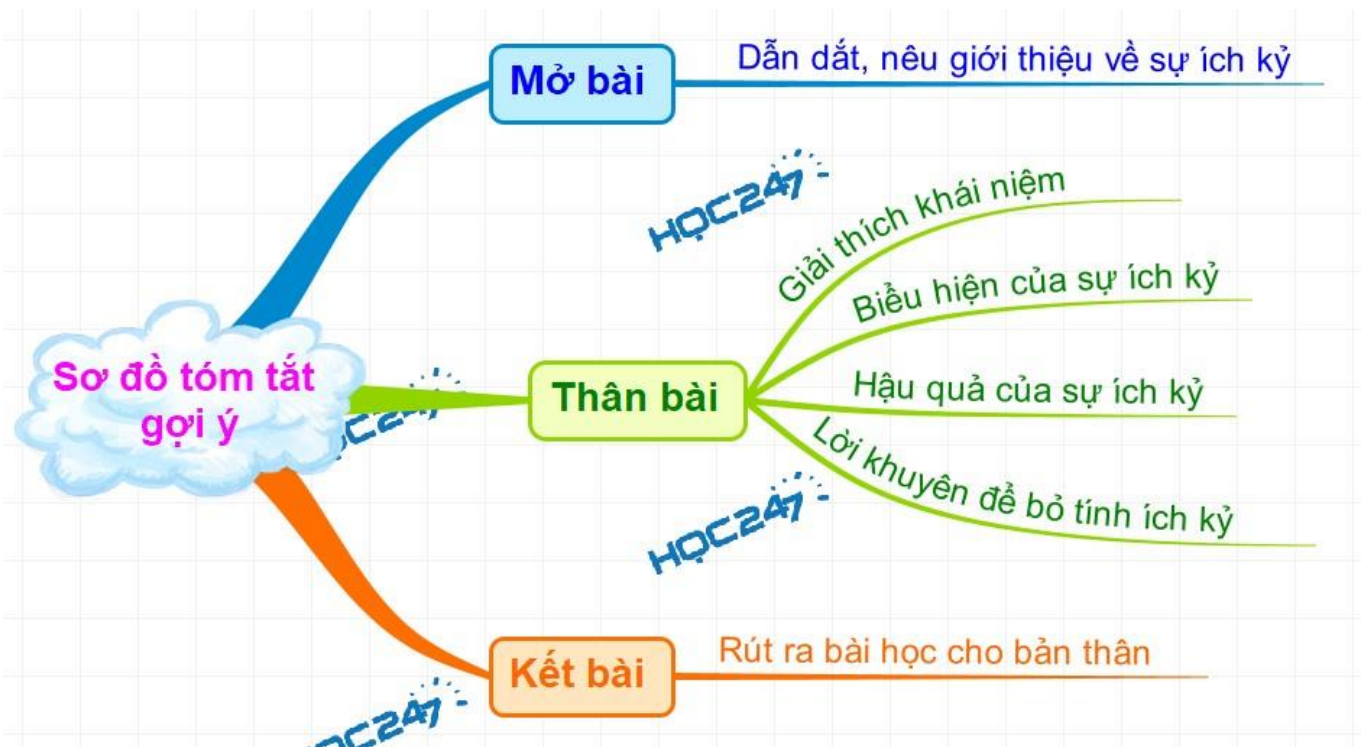 Sơ đồ tóm tắt
gợi ý
Mở bài
Dẫn dắt, nêu giới thiệu về sự ích kỷ
HỌC247
Thân bài
Giải thích khái niệm
Biểu hiện của sự ích kỷ
Hậu quả của sự ích kỷ
Lời khuyên để bỏ tính ích kỷ
HỌC247
Kết bài
Rút ra bài học cho bản thân